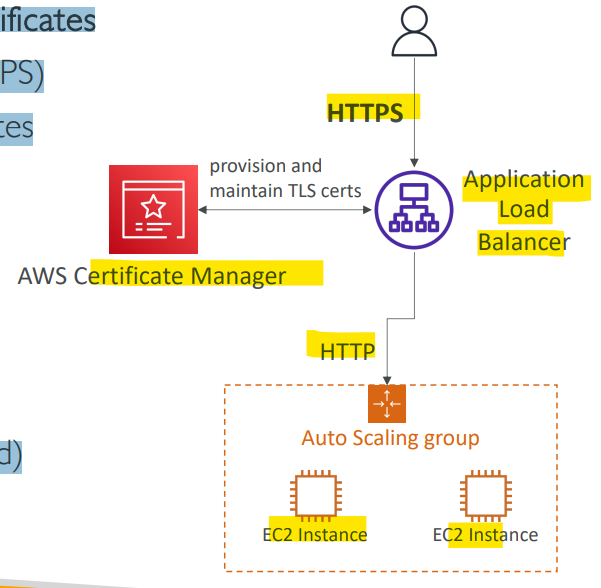 ificates
PS)
tes
HTTPS
provision and
maintain TLS certs
Application
Load
Balancer
AWS Certificate Manager
HTTP
Auto Scaling group
d)
EC2 Instance
EC2 Instance